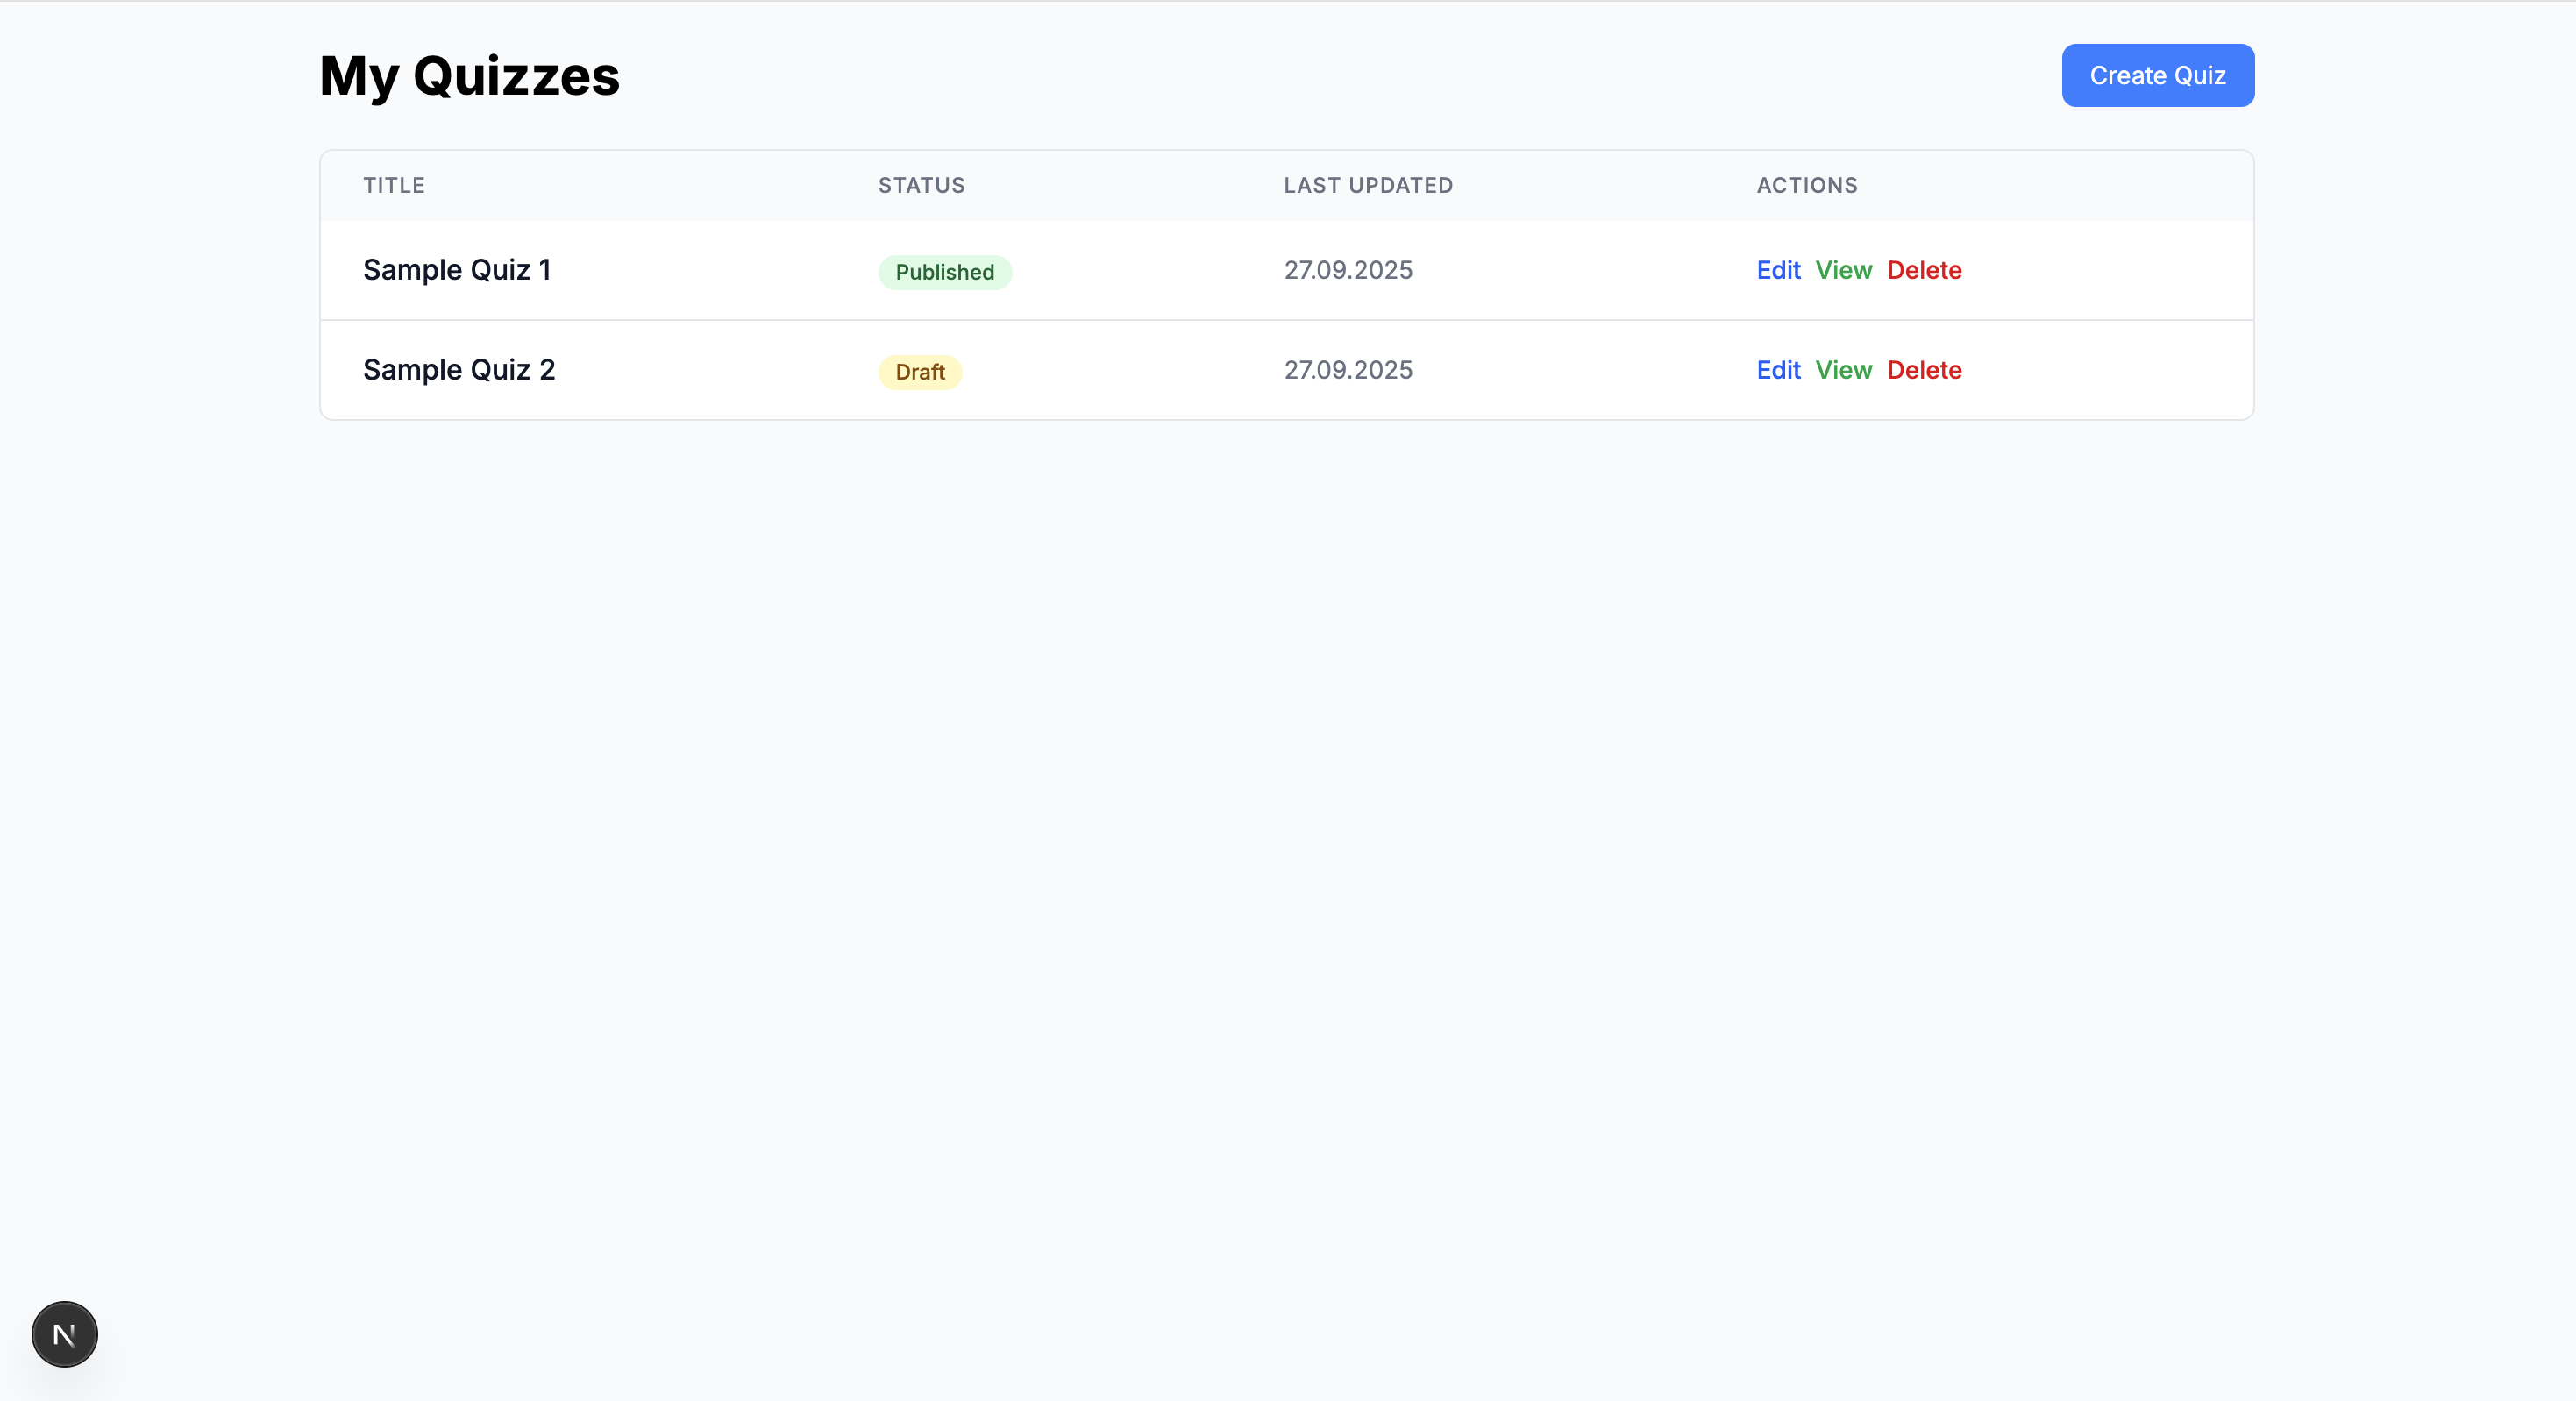 My Quizzes
Create Quiz
TITLE STATUS LAST UPDATED ACTIONS
Sample Quiz 1 Published 27.09.2025 Edit View Delete
Sample Quiz 2 Draft 27.09.2025 Edit View Delete
N